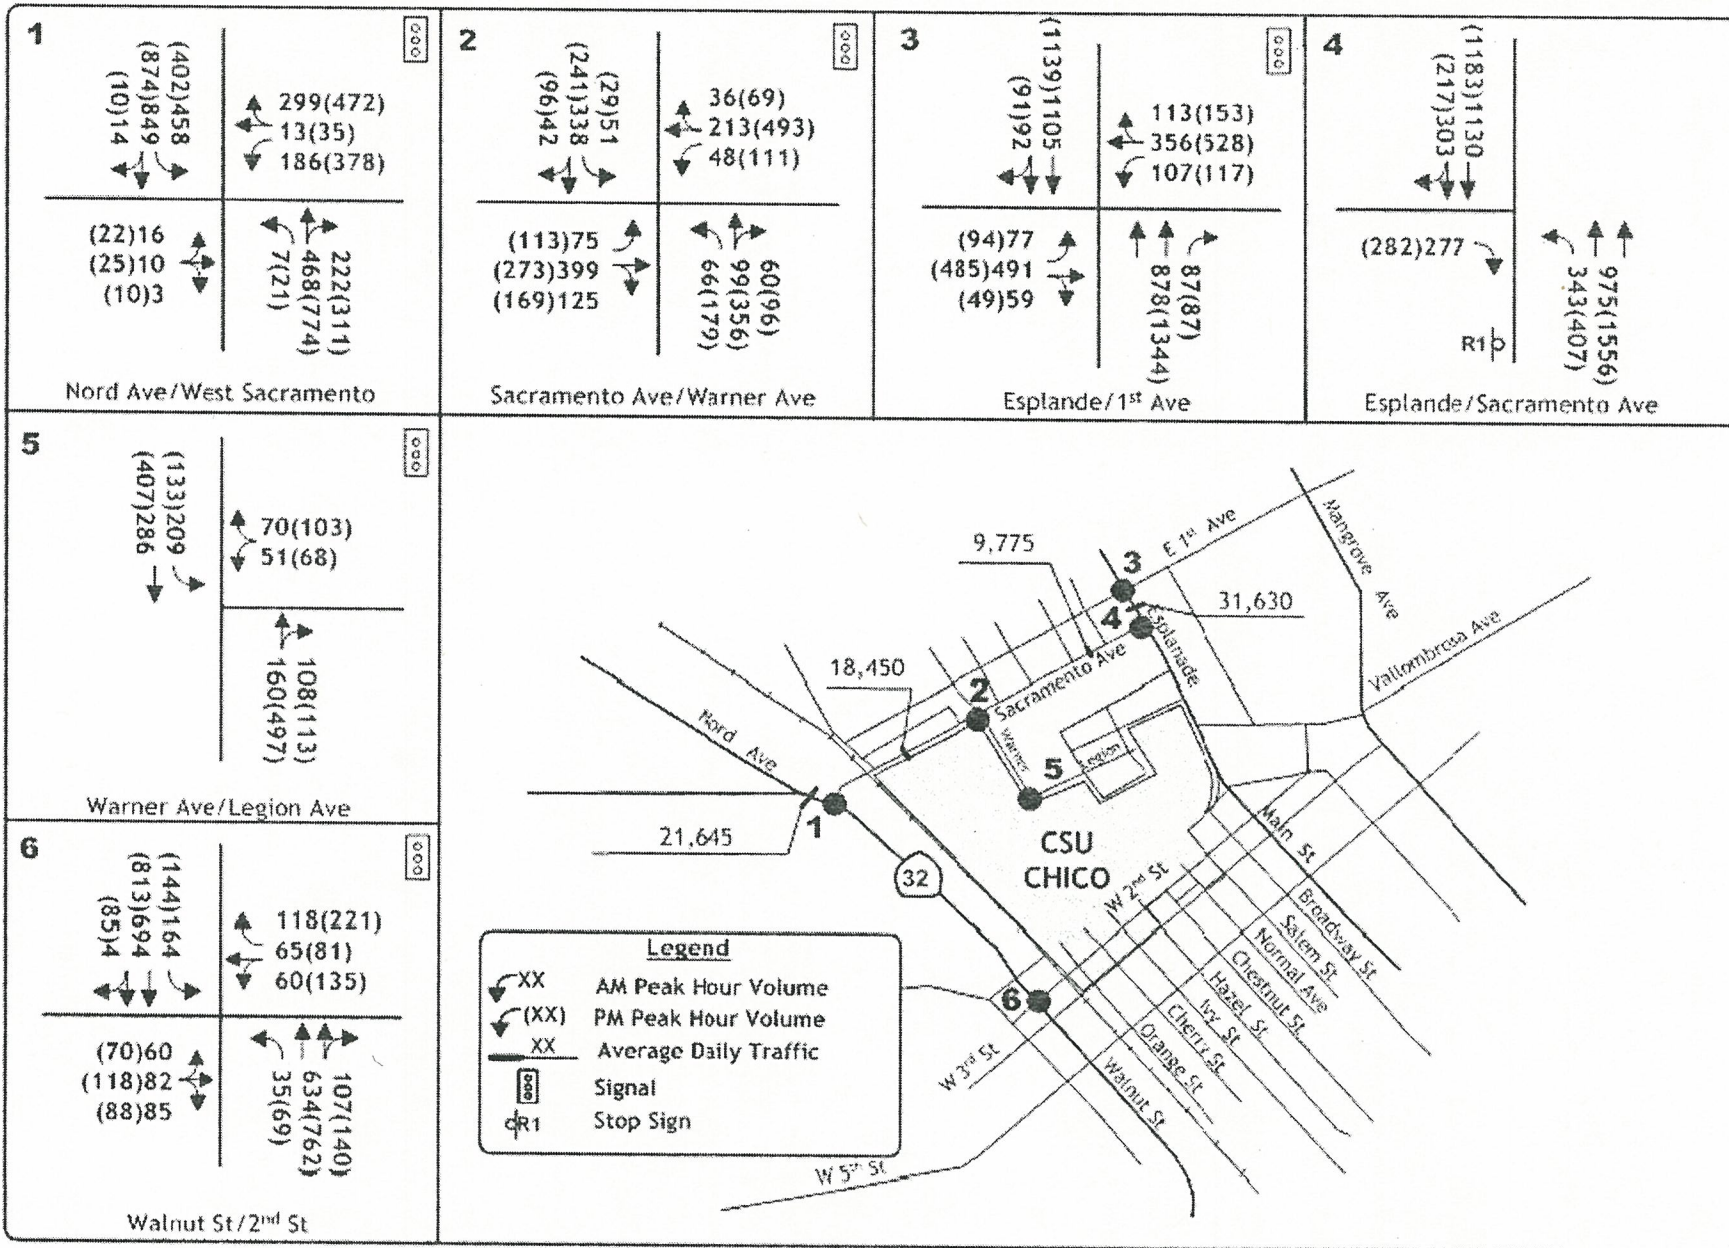 1
(402)458
(874)849
(10)14
299(472)
13(35)
186(378)
(22)16
(25)10
(10)3
7(21)
468(774)
222(311)
Nord Ave/West Sacramento
2
(29)51
(241)338
(96)42
36(69)
213(493)
48(111)
(113)75
(273)399
(169)125
66(179)
99(356)
60(96)
Sacramento Ave/Warner Ave
3
(1139)1105
(91)92
113(153)
356(528)
107(117)
(94)77
(485)491
(49)59
878(1344)
87(87)
Esplande/1st Ave
4
(1183)1130
(217)303
(282)277
R1
343(407)
975(1556)
Esplande/Sacramento Ave
5
(133)209
(407)286
70(103)
51(68)
160(497)
108(113)
Warner Ave/Legion Ave
6
(144)164
(813)694
(85)4
118(221)
65(81)
60(135)
(70)60
(118)82
(88)85
35(69)
634(762)
107(140)
Walnut St/2nd St
9,775
3
E 1st Ave
Mangrove Ave
4
31,630
Esplanade
18,450
2
Sacramento Ave
Vallombrosa Ave
Nord Ave
Warner
Legion
5
1
21,645
CSU
CHICO
32
Main St
W 2nd St
Broadway St
Salem St
Normal Ave
Chestnut St
Hazel St
Ivy St
Cherry St
Orange St
Walnut St
6
W 3rd St
W 5th St
Legend
XX AM Peak Hour Volume
(XX) PM Peak Hour Volume
XX Average Daily Traffic
Signal
R1 Stop Sign